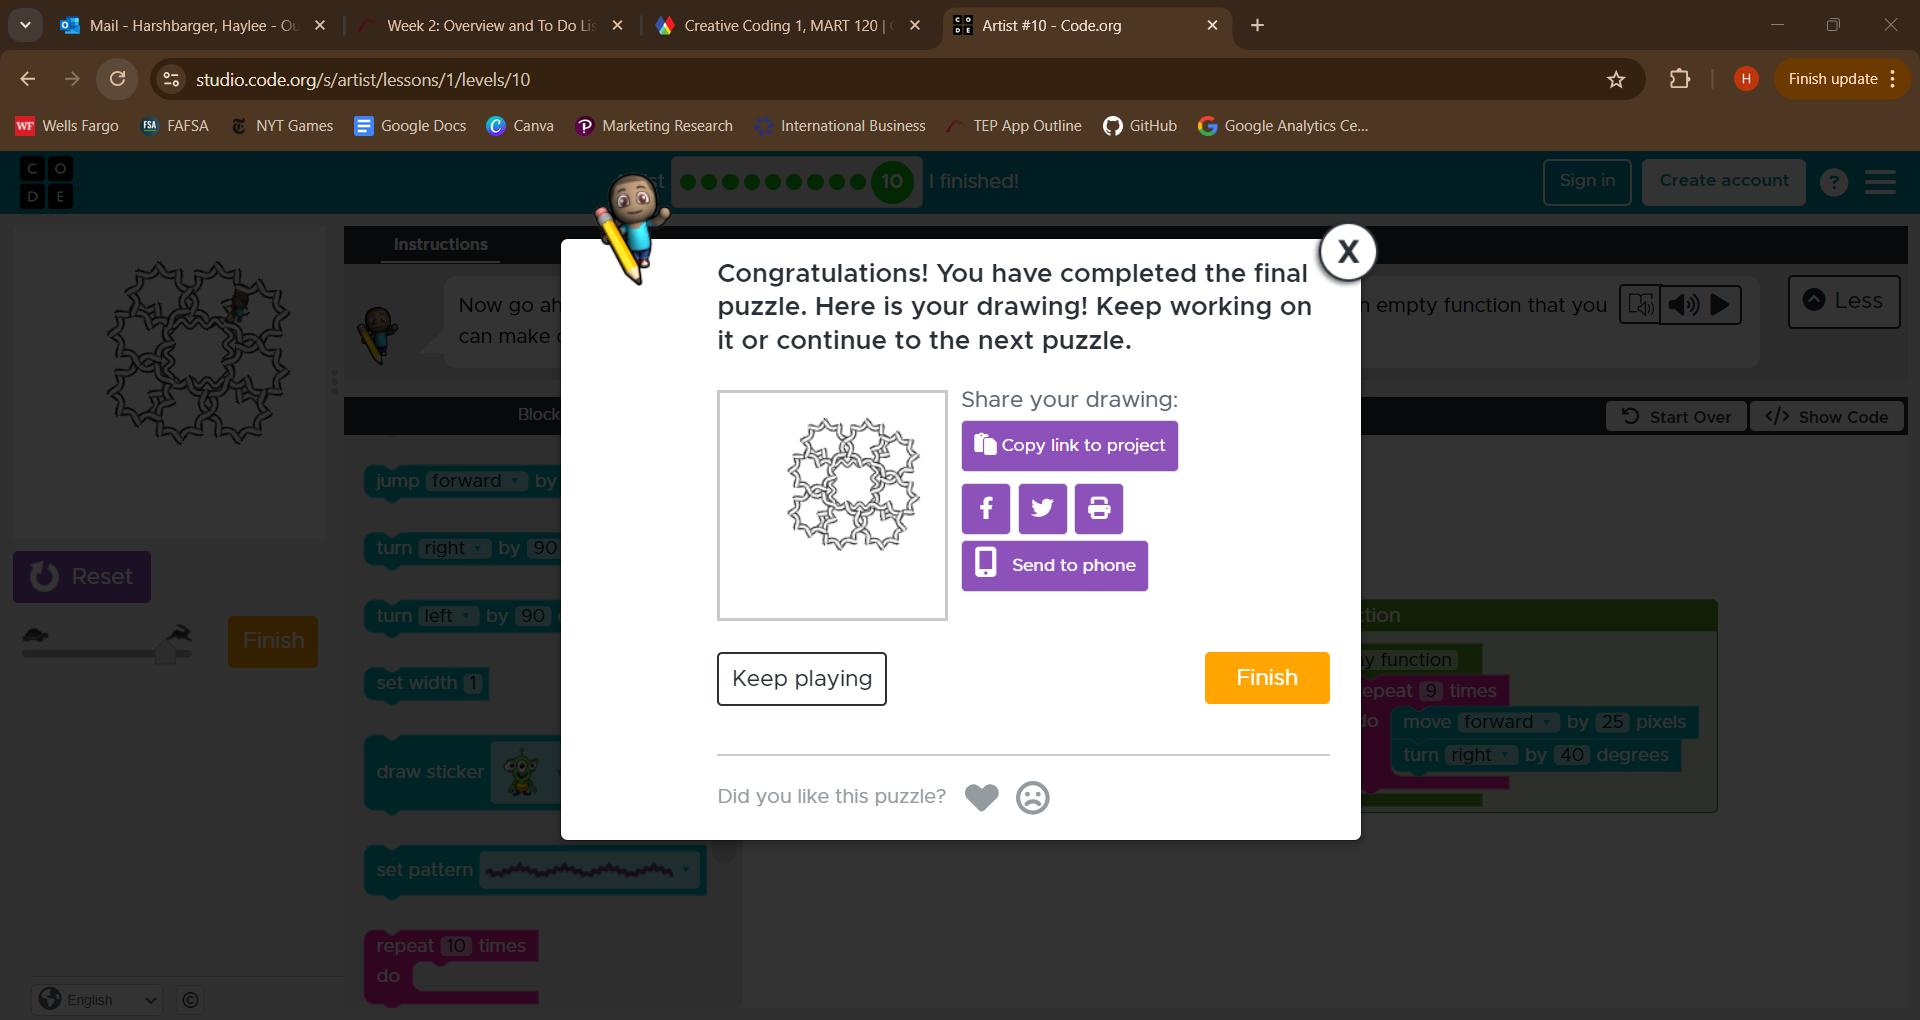 Mail - Harshbarger, Haylee - Ou
Week 2: Overview and To Do Lis
Creative Coding 1, MART 120 |
Artist #10 - Code.org
studio.code.org/s/artist/lessons/1/levels/10
H
Finish update
Wells Fargo
FAFSA
NYT Games
Google Docs
Canva
Marketing Research
International Business
TEP App Outline
GitHub
Google Analytics Ce...
C O
D E
10
I finished!
Sign in
Create account
?
Instructions
Now go ah
can make
empty function that you
Less
Block
Start Over
</> Show Code
jump forward by
turn right by 90
turn left by 90
set width 1
draw sticker
set pattern
repeat 10 times
do
Reset
Finish
English
©
X
Congratulations! You have completed the final
puzzle. Here is your drawing! Keep working on
it or continue to the next puzzle.
Share your drawing:
Copy link to project
Send to phone
Keep playing
Finish
Did you like this puzzle?
tion
y function
epeat 9 times
do
move forward by 25 pixels
turn right by 40 degrees